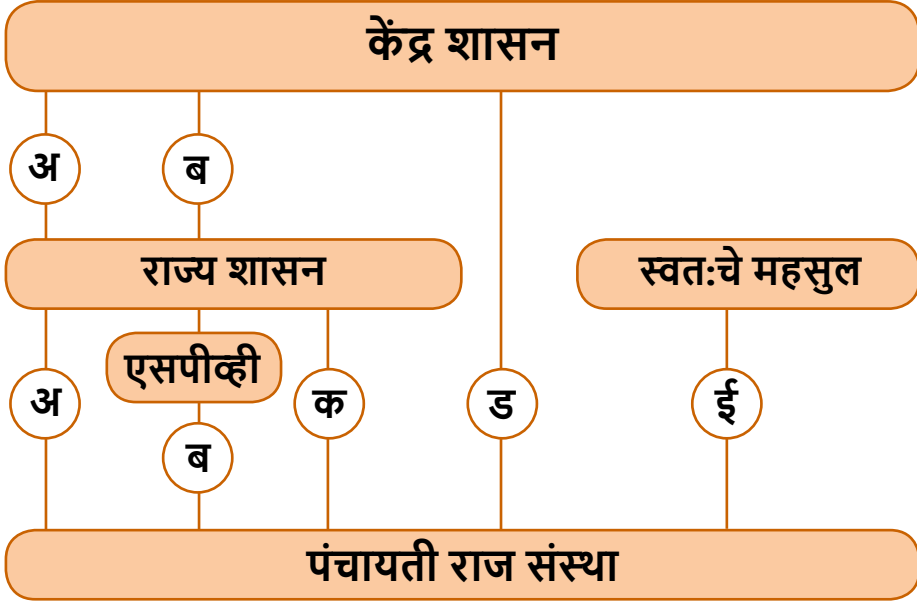 केंद्र शासन
अ
ब
राज्य शासन
स्वत:चे महसुल
एसपीव्ही
अ
क
ड
ई
ब
पंचायती राज संस्था